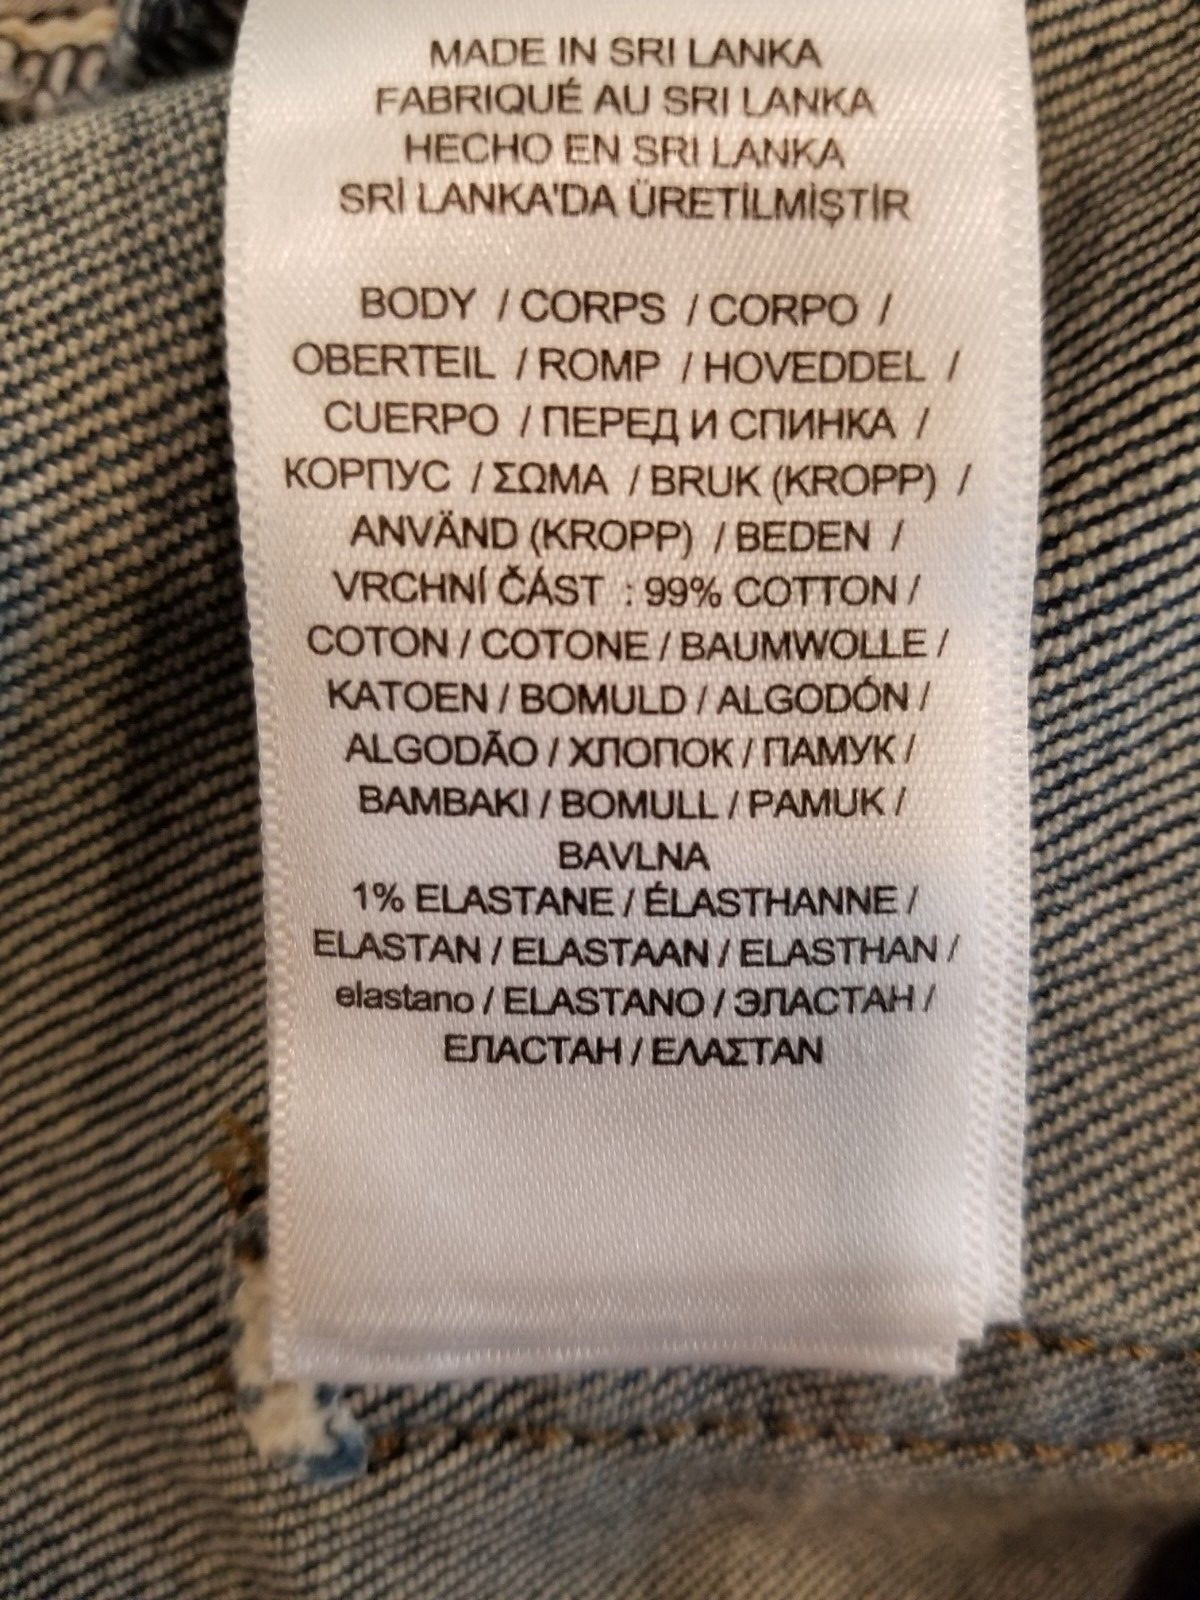 MADE IN SRI LANKA
FABRIQUÉ AU SRI LANKA
HECHO EN SRI LANKA
SRİ LANKA'DA ÜRETİLMİŞTİR
BODY / CORPS / CORPO /
OBERTEIL / ROMP / HOVEDDEL /
CUERPO / ПЕРЕД И СПИНКА /
КОРПУС / ΣΩΜΑ / BRUK (KROPP) /
ANVÄND (KROPP) / BEDEN /
VRCHNÍ ČÁST : 99% COTTON /
COTON / COTONE / BAUMWOLLE /
KATOEN / BOMULD / ALGODÓN /
ALGODÃO / ХЛОПОК / ПАМУК /
BAMBAKI / BOMULL / PAMUK /
BAVLNA
1% ELASTANE / ÉLASTHANNE /
ELASTAN / ELASTAAN / ELASTHAN /
elastano / ELASTANO / ЭЛАСТАН /
ЕЛАСТАН / ΕΛΑΣΤΑΝ